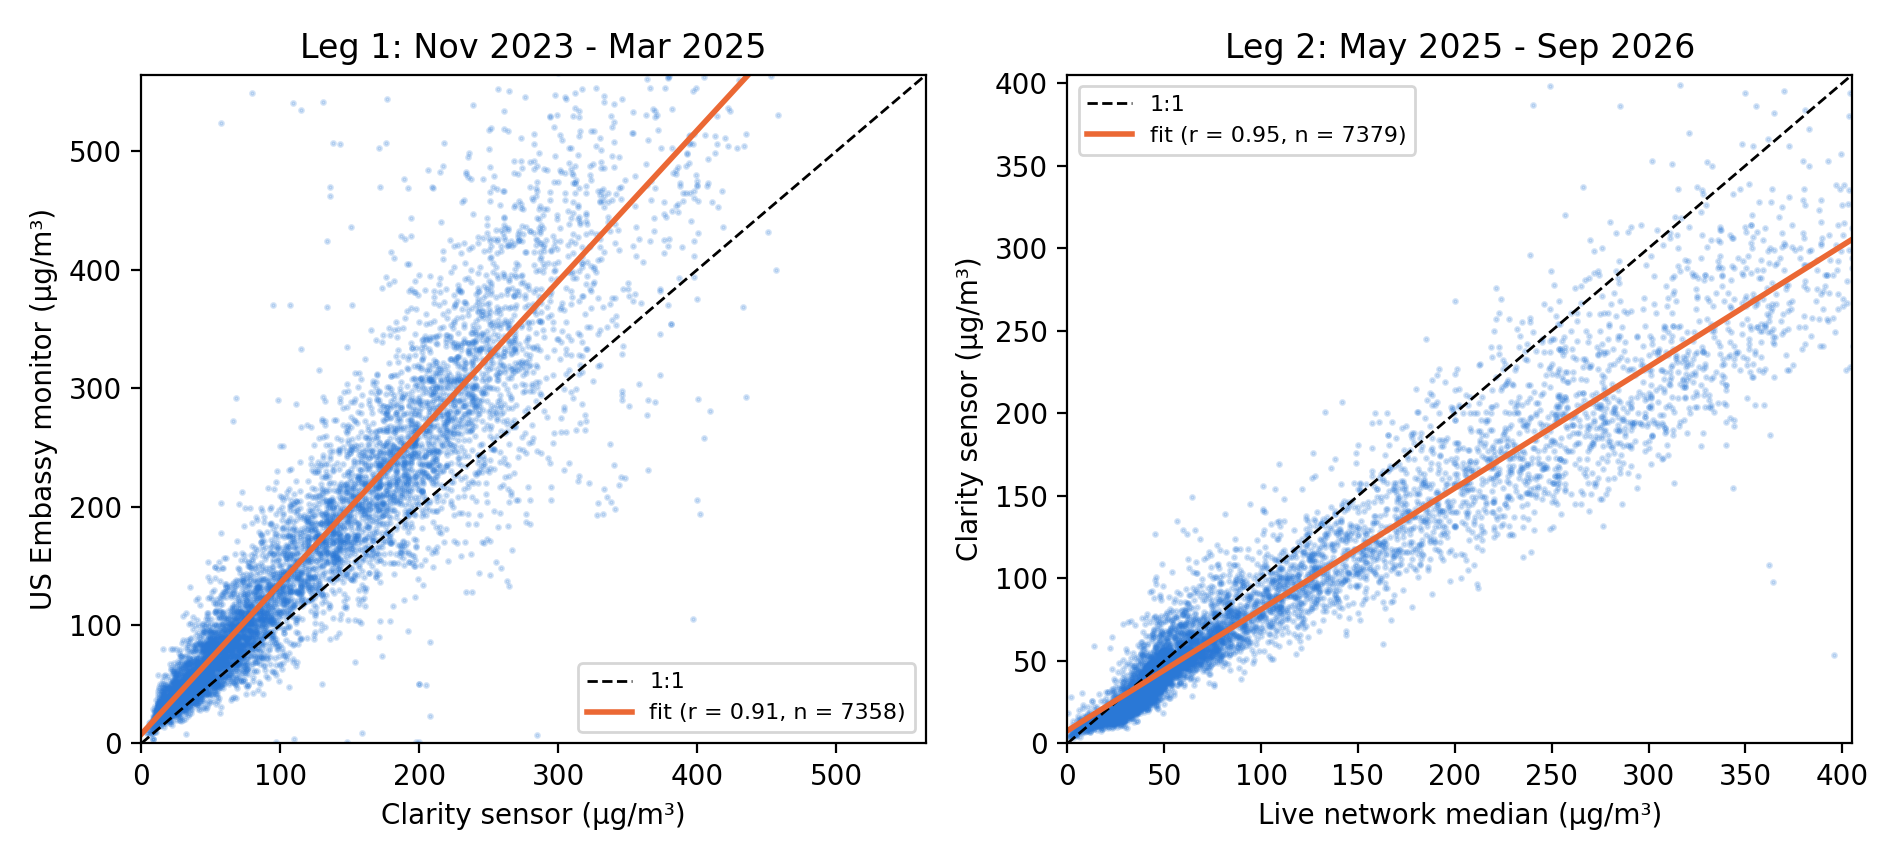 Leg 1: Nov 2023 - Mar 2025
US Embassy monitor (µg/m³)
500
400
300
200
100
0
1:1
fit (r = 0.91, n = 7358)
0 100 200 300 400 500
Clarity sensor (µg/m³)
Leg 2: May 2025 - Sep 2026
Clarity sensor (µg/m³)
400
350
300
250
200
150
100
50
0
1:1
fit (r = 0.95, n = 7379)
0 50 100 150 200 250 300 350 400
Live network median (µg/m³)